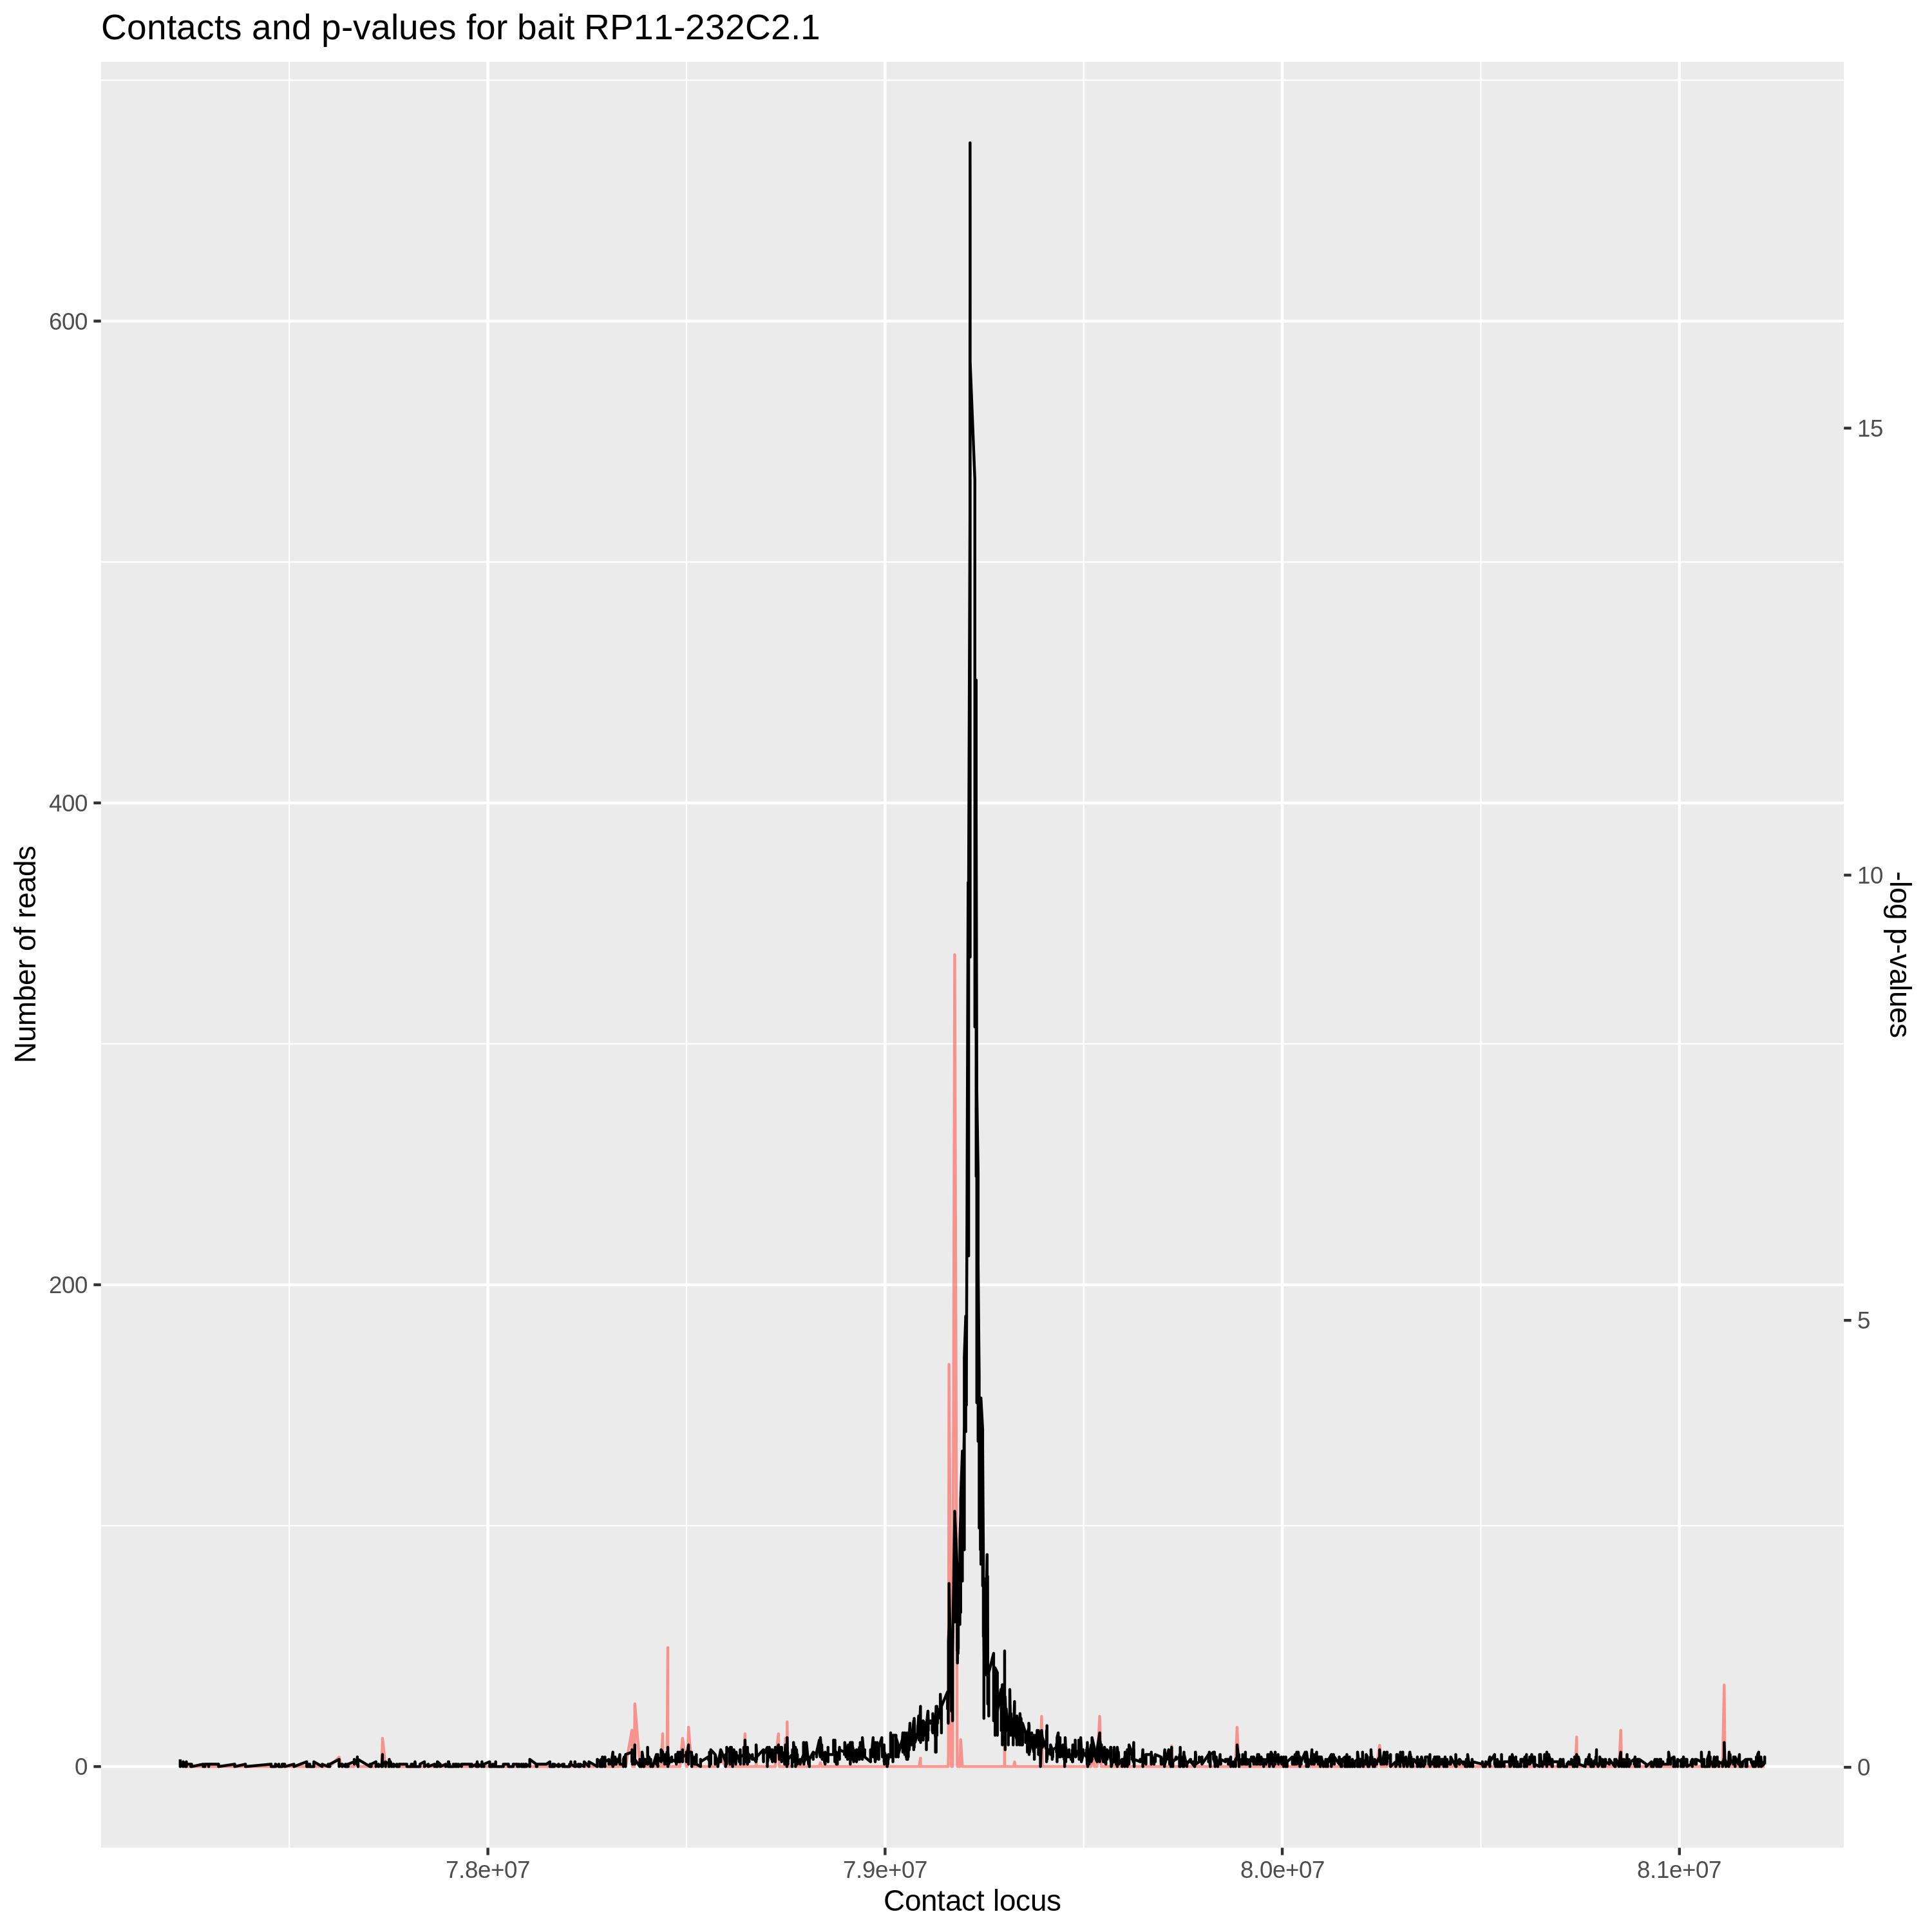 Contacts and p-values for bait RP11-232C2.1
600
400
200
0
Number of reads
15
10
5
0
-log p-values
7.8e+07
7.9e+07
8.0e+07
8.1e+07
Contact locus